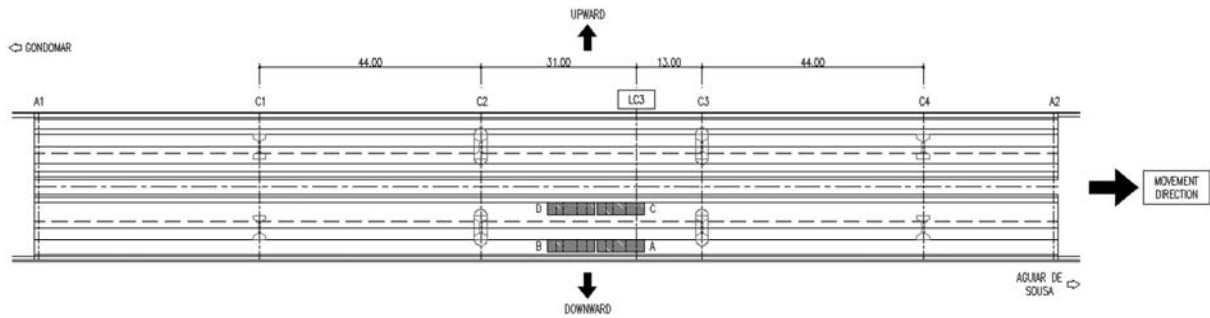 UPWARD
GONDOMAR
44.00 31.00 13.00 44.00
A1 C1 C2 LC3 C3 C4 A2
MOVEMENT
DIRECTION
D C
B A
AGUIAR DE
SOUSA
DOWNWARD